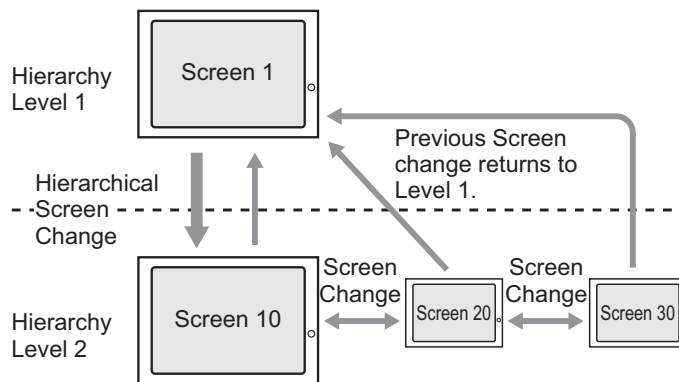 Screen 1
Hierarchy
Level 1
Previous Screen
change returns to
Level 1.
Hierarchical
Screen
Change
Screen
Change
Screen
Change
Screen 10
Screen 20
Screen 30
Hierarchy
Level 2